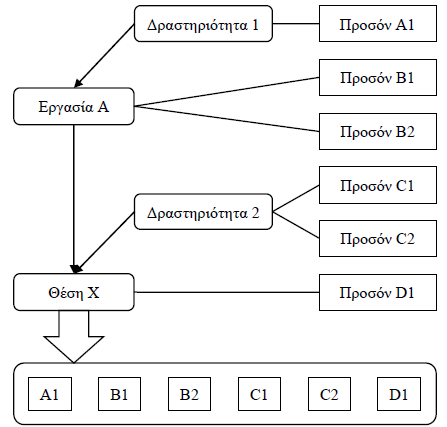 Δραστηριότητα 1
Προσόν A1
Προσόν B1
Εργασία A
Προσόν B2
Προσόν C1
Δραστηριότητα 2
Προσόν C2
Θέση X
Προσόν D1
A1 B1 B2 C1 C2 D1